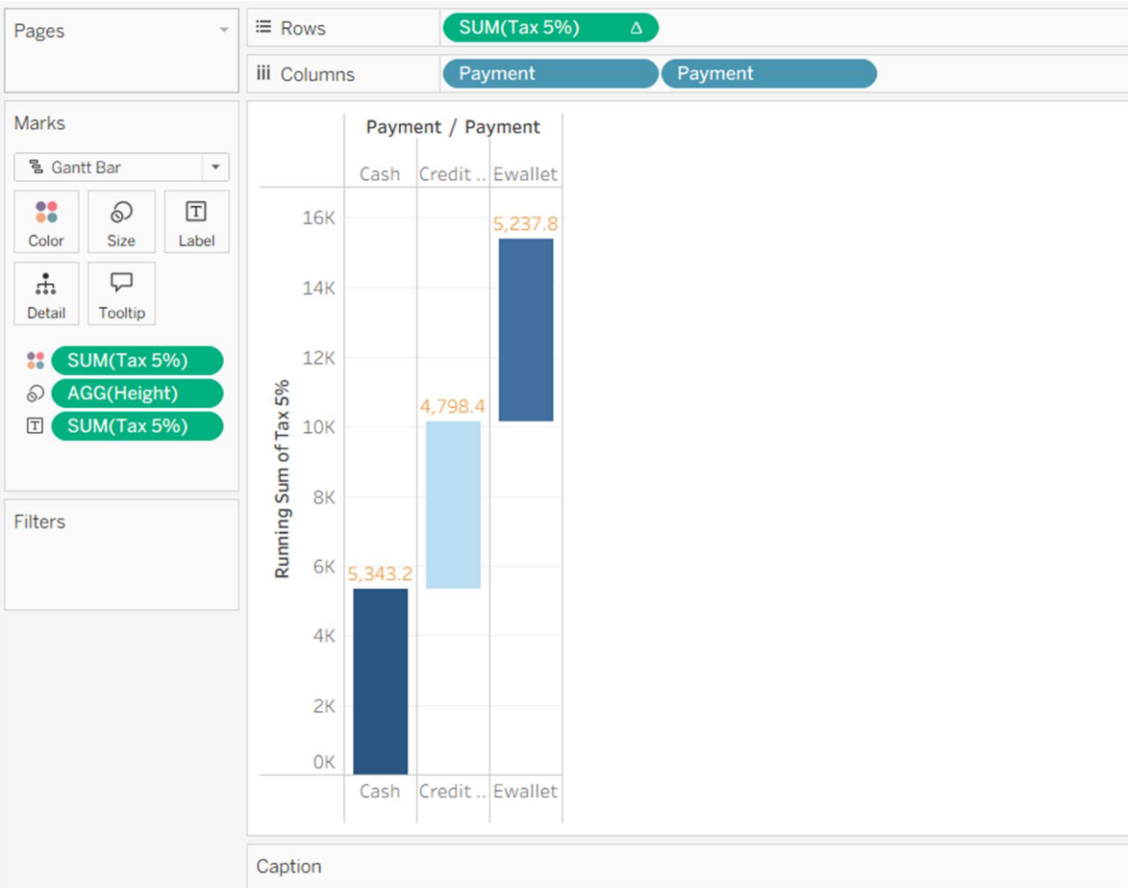 Pages
Rows
SUM(Tax 5%) Δ
Columns
Payment
Payment
Marks
Gantt Bar
Color
Size
Label
Detail
Tooltip
SUM(Tax 5%)
AGG(Height)
SUM(Tax 5%)
Filters
Payment / Payment
Cash
Credit ..
Ewallet
Running Sum of Tax 5%
16K
14K
12K
10K
8K
6K
4K
2K
0K
5,237.8
4,798.4
5,343.2
Cash
Credit ..
Ewallet
Caption